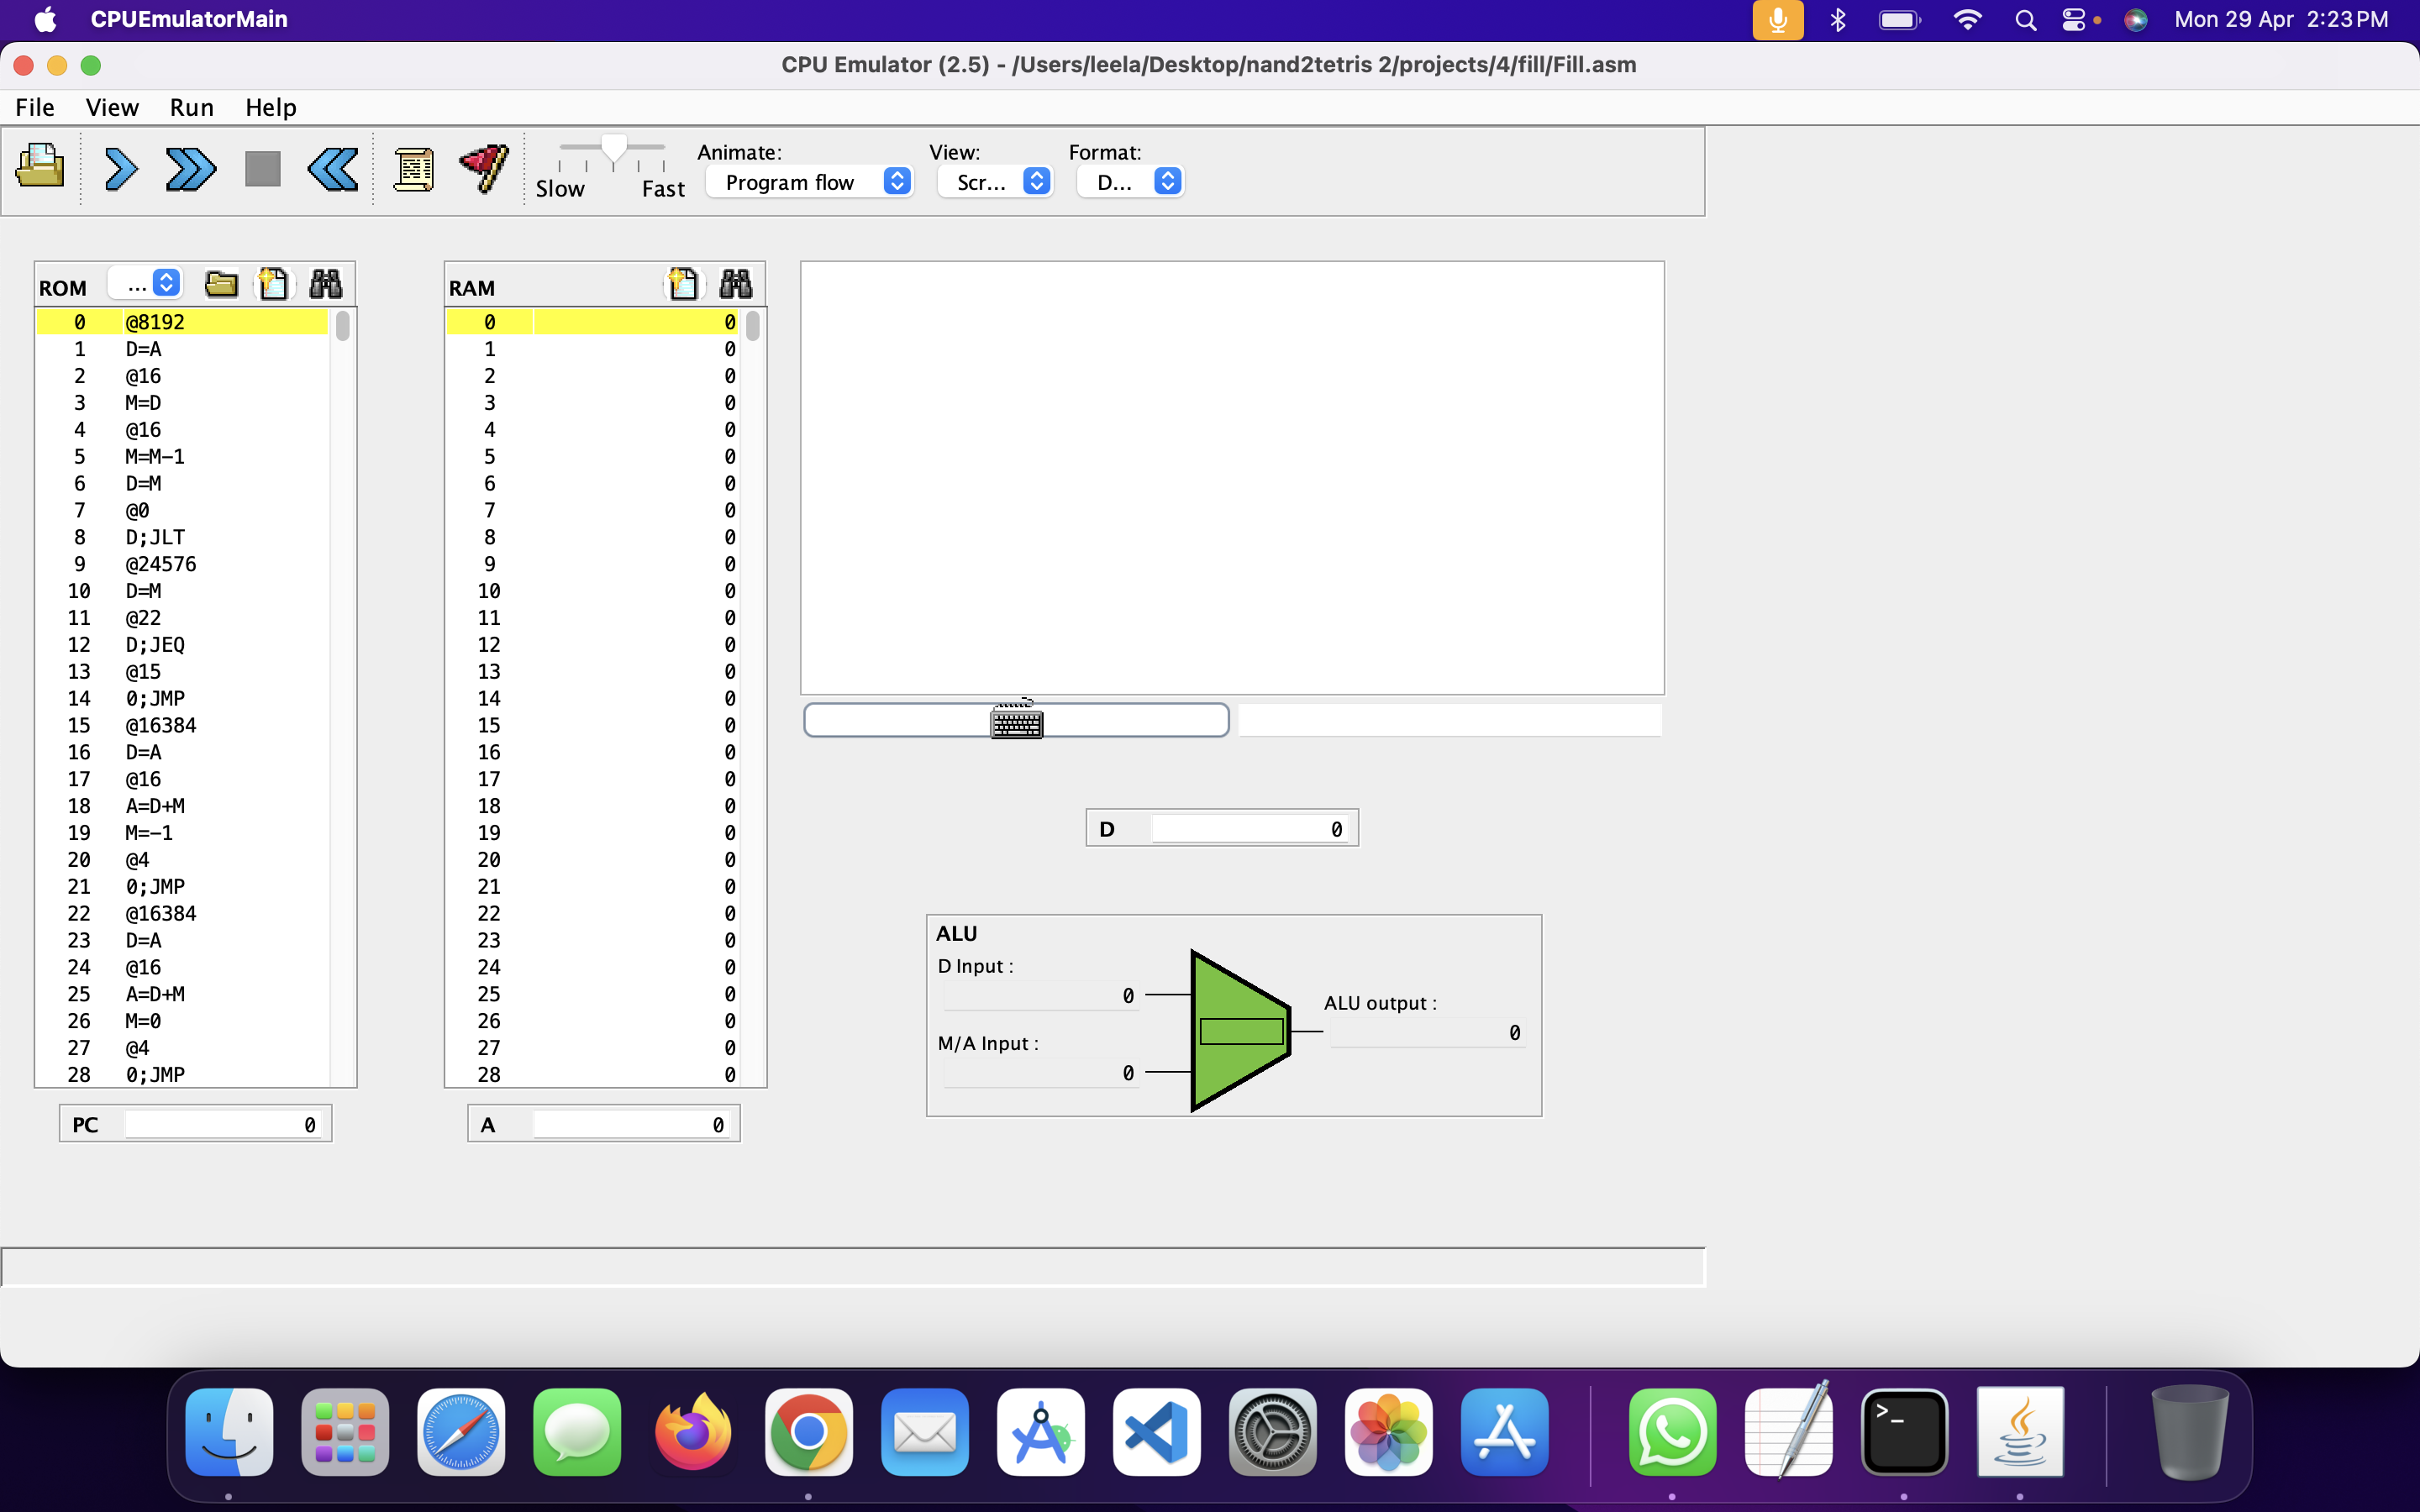 CPUEmulatorMain
Mon 29 Apr 2:23 PM
CPU Emulator (2.5) - /Users/leela/Desktop/nand2tetris 2/projects/4/fill/Fill.asm
File View Run Help
Animate: View: Format:
Slow Fast Program flow Scr... D...
ROM ...
0 @8192
1 D=A
2 @16
3 M=D
4 @16
5 M=M-1
6 D=M
7 @0
8 D;JLT
9 @24576
10 D=M
11 @22
12 D;JEQ
13 @15
14 0;JMP
15 @16384
16 D=A
17 @16
18 A=D+M
19 M=-1
20 @4
21 0;JMP
22 @16384
23 D=A
24 @16
25 A=D+M
26 M=0
27 @4
28 0;JMP
PC 0
RAM
0 0
1 0
2 0
3 0
4 0
5 0
6 0
7 0
8 0
9 0
10 0
11 0
12 0
13 0
14 0
15 0
16 0
17 0
18 0
19 0
20 0
21 0
22 0
23 0
24 0
25 0
26 0
27 0
28 0
A 0
D 0
ALU
D Input :
0
M/A Input :
0
ALU output :
0
>_